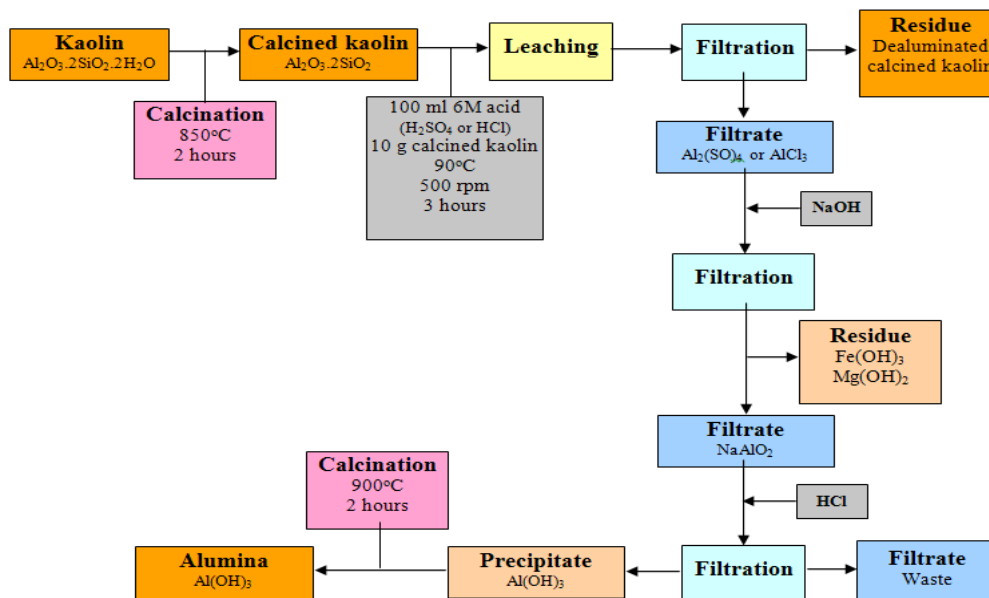 Kaolin
Al₂O₃.2SiO₂.2H₂O
Calcined kaolin
Al₂O₃.2SiO₂
Leaching
Filtration
Residue
Dealuminated
calcined kaolin
Calcination
850°C
2 hours
100 ml 6M acid
(H₂SO₄ or HCl)
10 g calcined kaolin
90°C
500 rpm
3 hours
Filtrate
Al₂(SO)₄ or AlCl₃
NaOH
Filtration
Residue
Fe(OH)₃
Mg(OH)₂
Filtrate
NaAlO₂
HCl
Calcination
900°C
2 hours
Alumina
Al(OH)₃
Precipitate
Al(OH)₃
Filtration
Filtrate
Waste